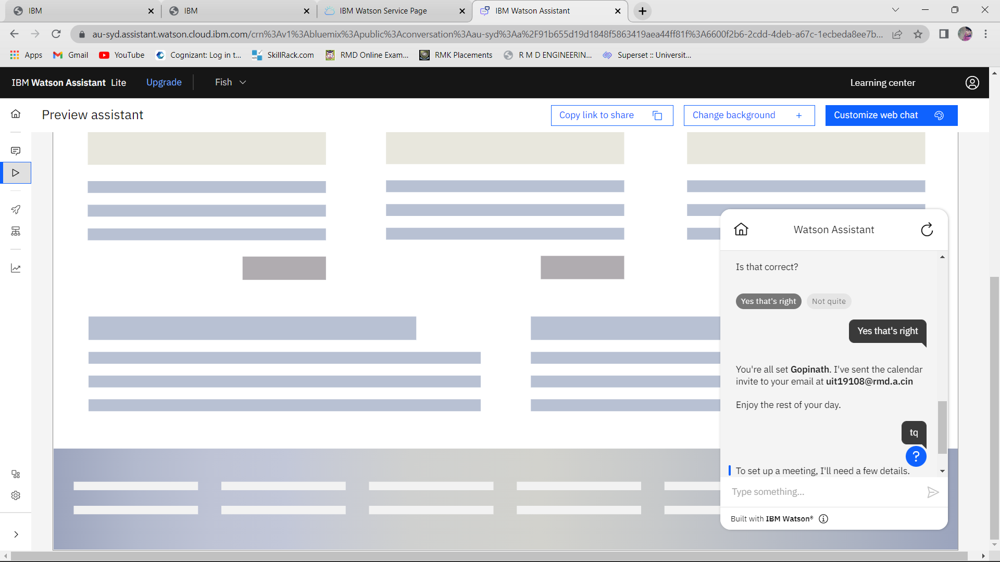 IBM
IBM
IBM Watson Service Page
IBM Watson Assistant
au-syd.assistant.watson.cloud.ibm.com/crn%3Av1%3Abluemix%3Apublic%3Aconversation%3Aau-syd%3Aa%2F91b655d19d1848f5863419aea44ff81f%3A6600f2b6-2cdd-4deb-a67c-1ecbeda8ee7b...
Apps
Gmail
YouTube
Cognizant: Log in t...
SkillRack.com
RMD Online Exam...
RMK Placements
R M D ENGINEERIN...
Superset :: Universit...
IBM Watson Assistant Lite
Upgrade
Fish
Learning center
Preview assistant
Copy link to share
Change background +
Customize web chat
Watson Assistant
Is that correct?
Yes that's right
Not quite
Yes that's right
You're all set Gopinath. I've sent the calendar
invite to your email at uit19108@rmd.a.cin
Enjoy the rest of your day.
tq
?
To set up a meeting, I'll need a few details.
Type something...
Built with IBM Watson®